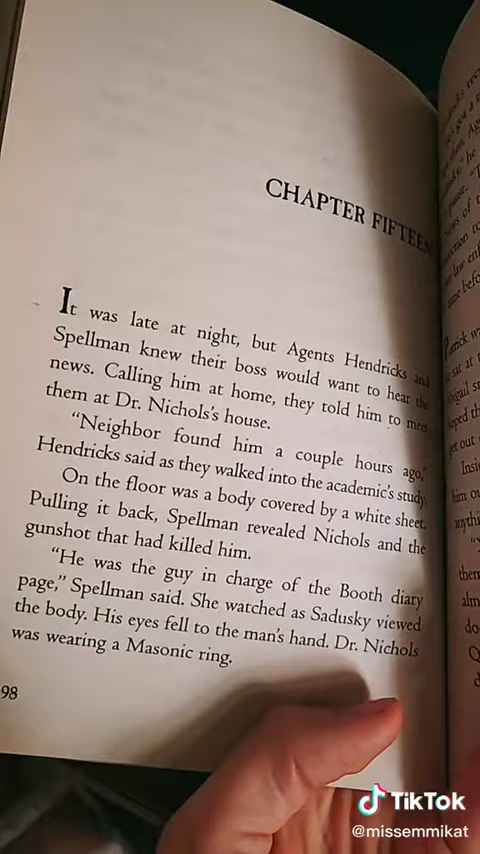 CHAPTER FIFTEEN
It was late at night, but Agents Hendricks and
Spellman knew their boss would want to hear the
news. Calling him at home, they told him to meet
them at Dr. Nichols's house.
"Neighbor found him a couple hours ago,"
Hendricks said as they walked into the academic's study.
On the floor was a body covered by a white sheet.
Pulling it back, Spellman revealed Nichols and the
gunshot that had killed him.
"He was the guy in charge of the Booth diary
page," Spellman said. She watched as Sadusky viewed
the body. His eyes fell to the man's hand. Dr. Nichols
was wearing a Masonic ring.
98
TikTok
@missemmikat